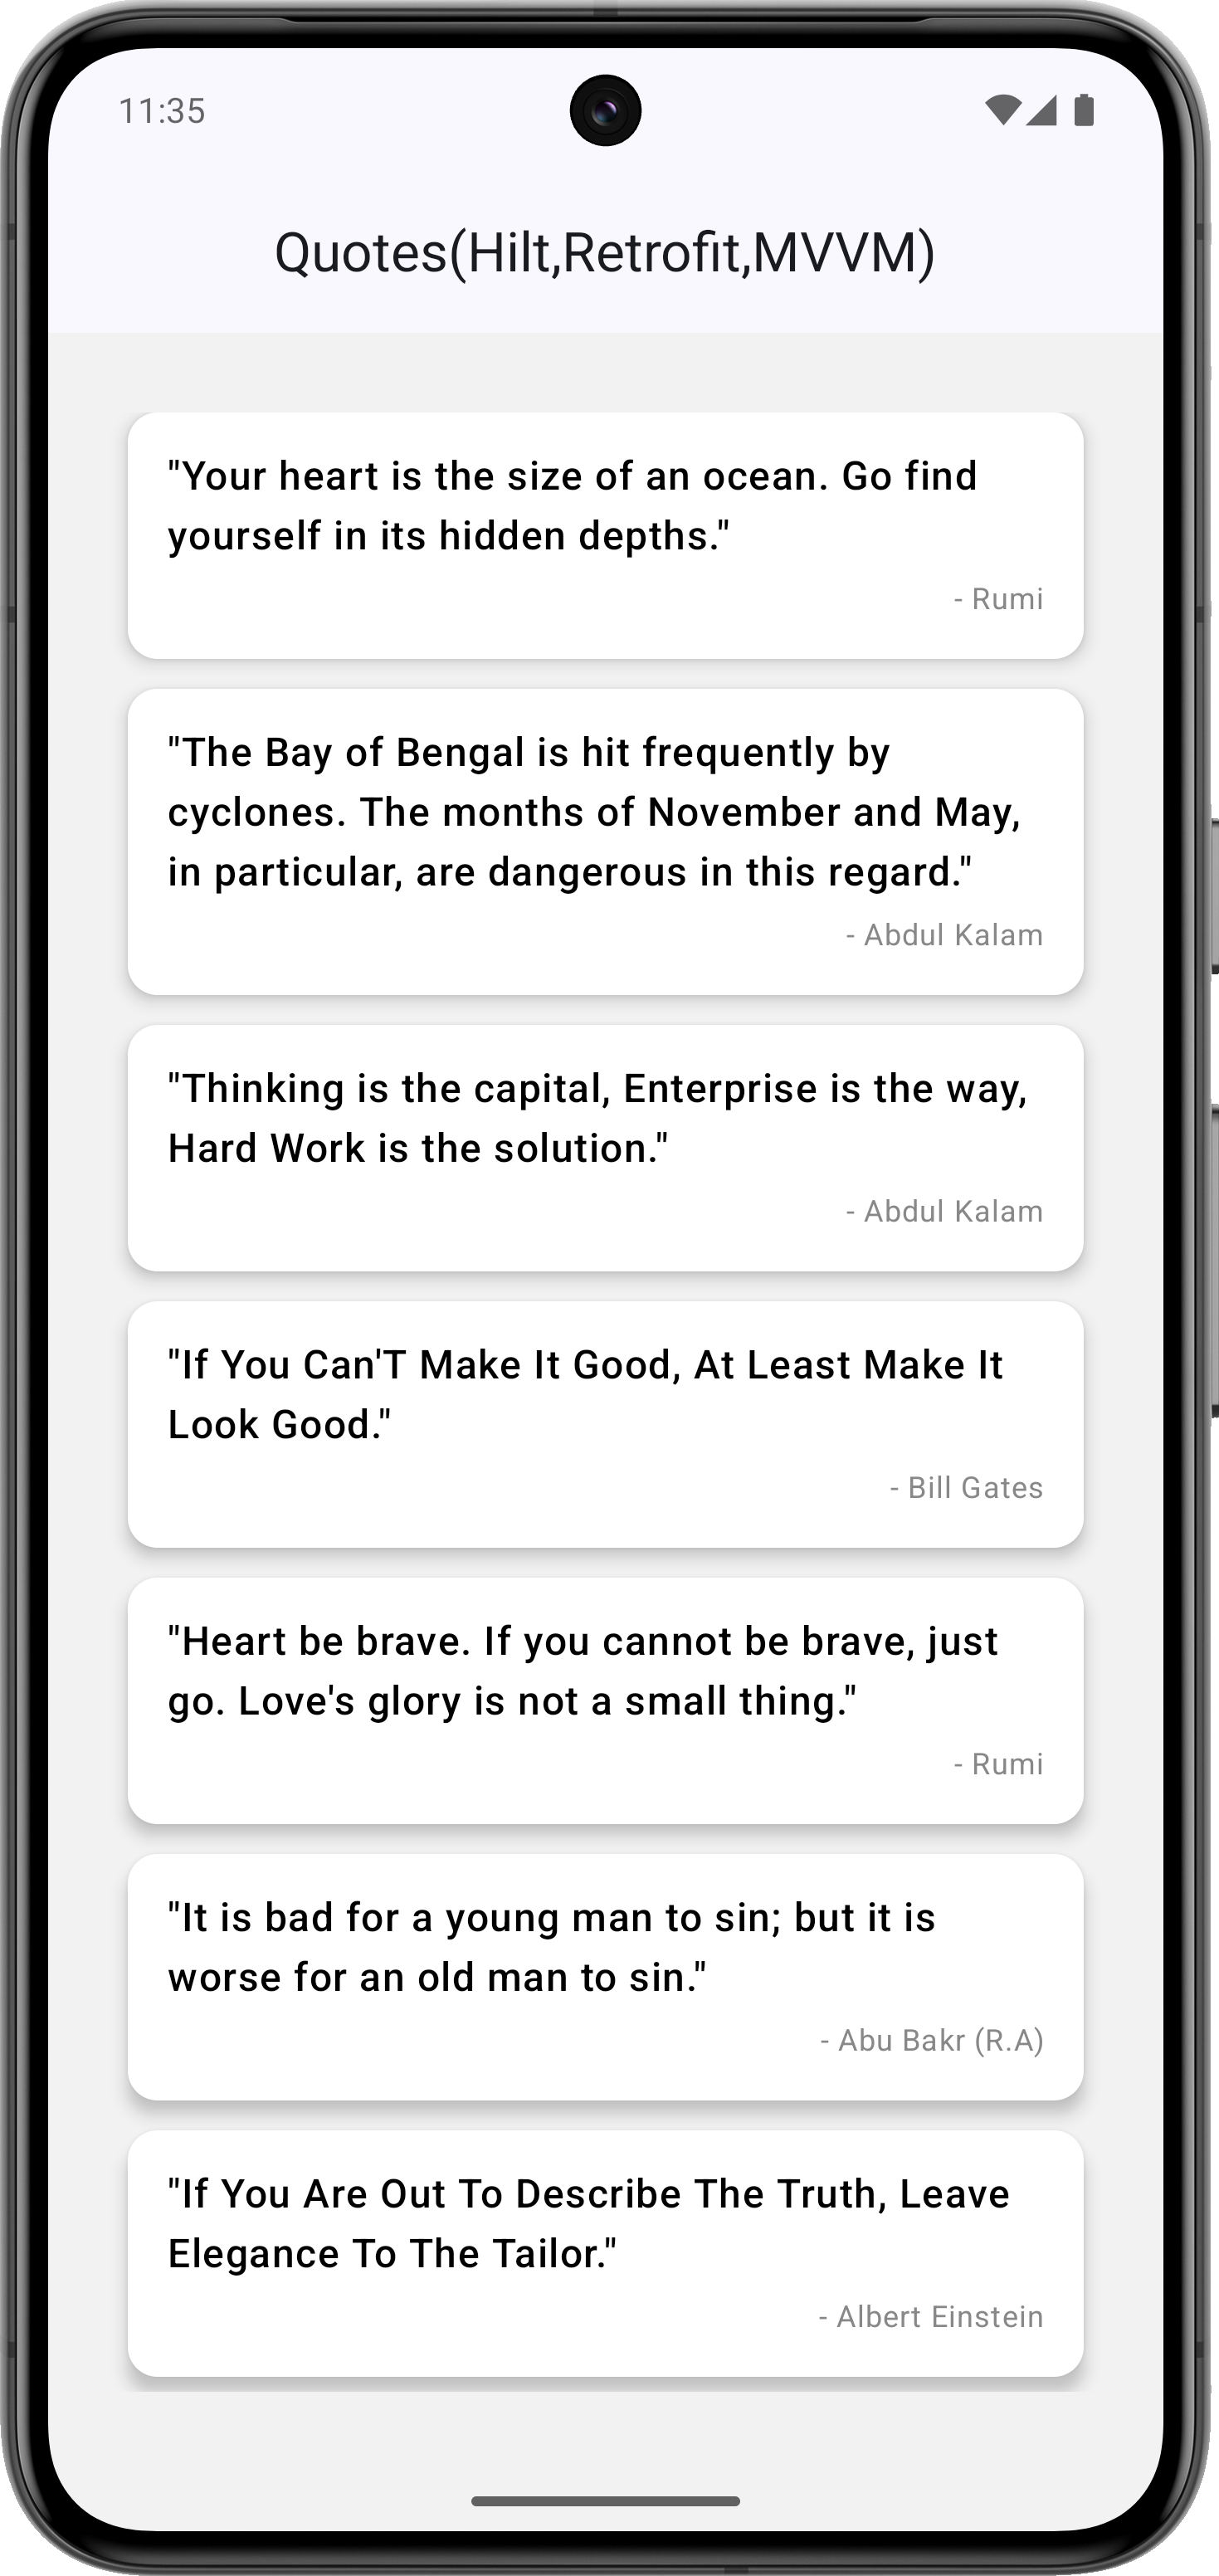 11:35
Quotes(Hilt,Retrofit,MVVM)
"Your heart is the size of an ocean. Go find
yourself in its hidden depths."
- Rumi
"The Bay of Bengal is hit frequently by
cyclones. The months of November and May,
in particular, are dangerous in this regard."
- Abdul Kalam
"Thinking is the capital, Enterprise is the way,
Hard Work is the solution."
- Abdul Kalam
"If You Can'T Make It Good, At Least Make It
Look Good."
- Bill Gates
"Heart be brave. If you cannot be brave, just
go. Love's glory is not a small thing."
- Rumi
"It is bad for a young man to sin; but it is
worse for an old man to sin."
- Abu Bakr (R.A)
"If You Are Out To Describe The Truth, Leave
Elegance To The Tailor."
- Albert Einstein